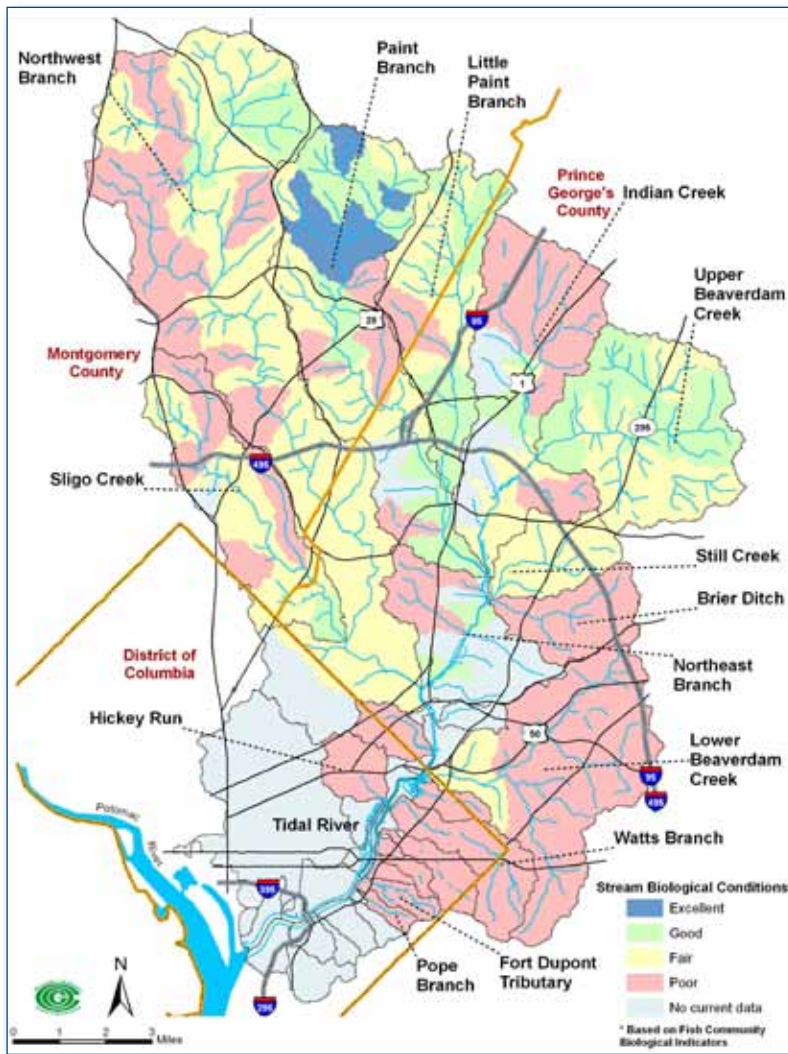 Northwest
Branch
Paint
Branch
Little
Paint
Branch
Prince
George's
County
Indian Creek
Upper
Beaverdam
Creek
29
95
1
Montgomery
County
295
495
Sligo Creek
Still Creek
Brier Ditch
District of
Columbia
Northeast
Branch
Hickey Run
50
Lower
Beaverdam
Creek
95
495
Potomac
River
Tidal River
Watts Branch
395
Stream Biological Conditions
Excellent
Good
Fair
Poor
No current data
* Based on Fish Community
Biological Indicators
Pope
Branch
Fort Dupont
Tributary
N
0 1 2 3
Miles